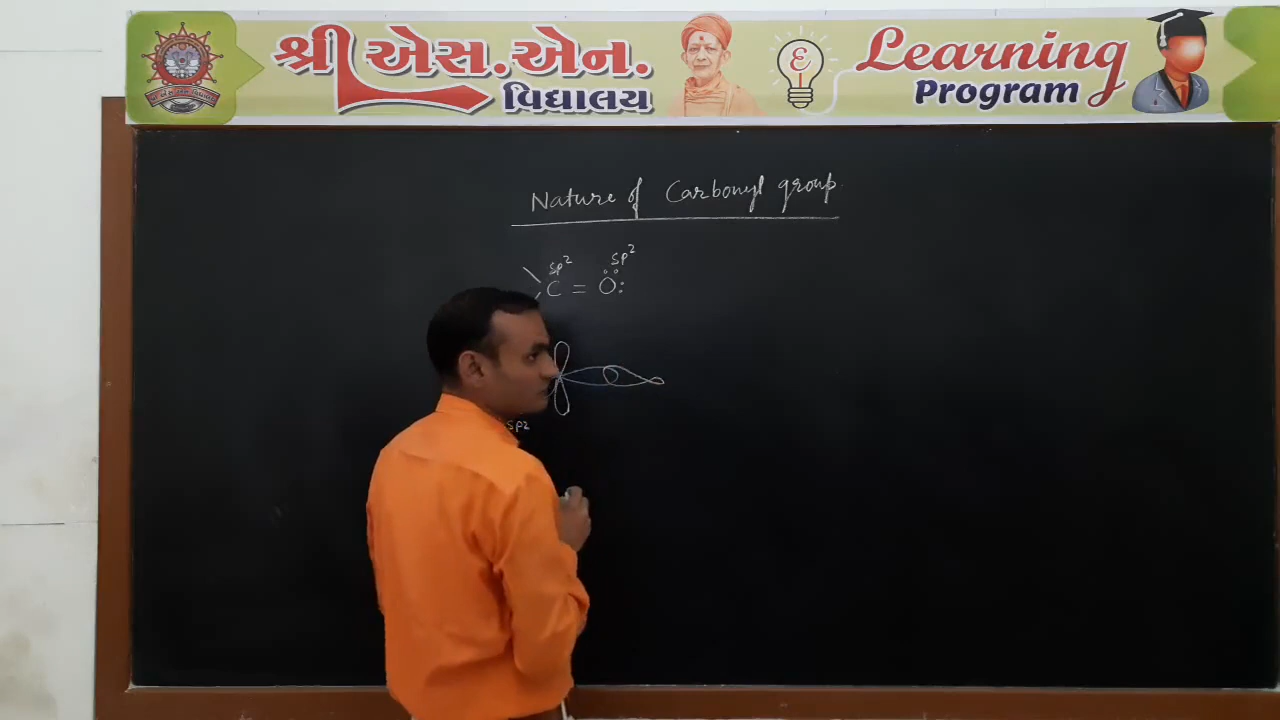 શ્રી એસ.એન.
વિદ્યાલય
Learning
Program
Nature of Carbonyl group.
sp2 sp2
C = O
sp2